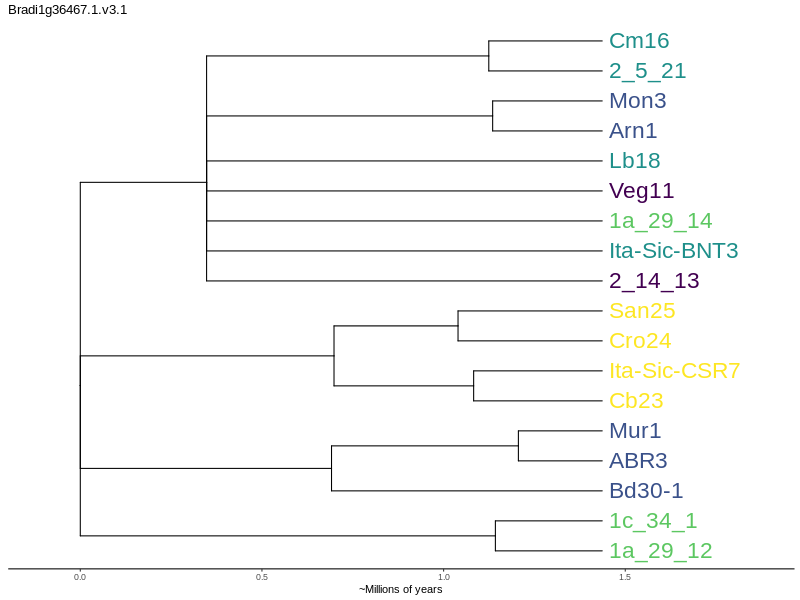 Bradi1g36467.1.v3.1
Cm16
2_5_21
Mon3
Arn1
Lb18
Veg11
1a_29_14
Ita-Sic-BNT3
2_14_13
San25
Cro24
Ita-Sic-CSR7
Cb23
Mur1
ABR3
Bd30-1
1c_34_1
1a_29_12
0.0 0.5 1.0 1.5
~Millions of years